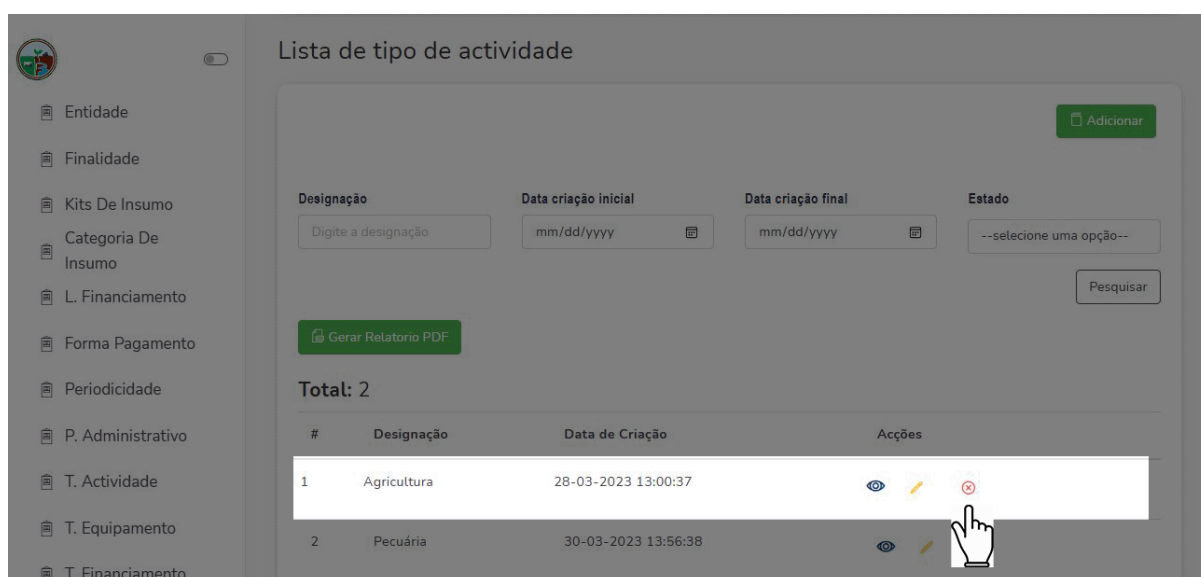 Lista de tipo de actividade
Entidade
Finalidade
Kits De Insumo
Categoria De
Insumo
L. Financiamento
Forma Pagamento
Periodicidade
P. Administrativo
T. Actividade
T. Equipamento
T. Financiamento
Adicionar
Designação Data criação inicial Data criação final Estado
Digite a designação mm/dd/yyyy mm/dd/yyyy --selecione uma opção--
Pesquisar
Gerar Relatorio PDF
Total: 2
# Designação Data de Criação Acções
1 Agricultura 28-03-2023 13:00:37
2 Pecuária 30-03-2023 13:56:38